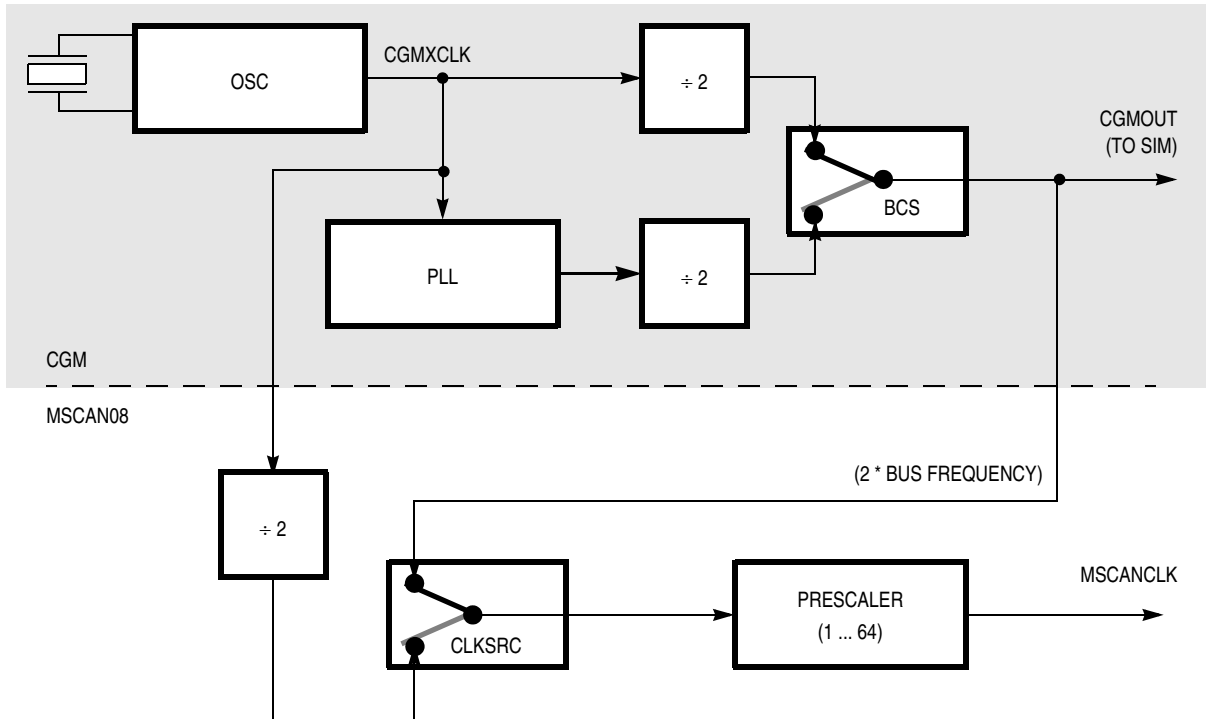 CGMXCLK
OSC
÷ 2
CGMOUT
(TO SIM)
BCS
PLL
÷ 2
CGM
MSCAN08
(2 * BUS FREQUENCY)
÷ 2
MSCANCLK
PRESCALER
(1 ... 64)
CLKSRC